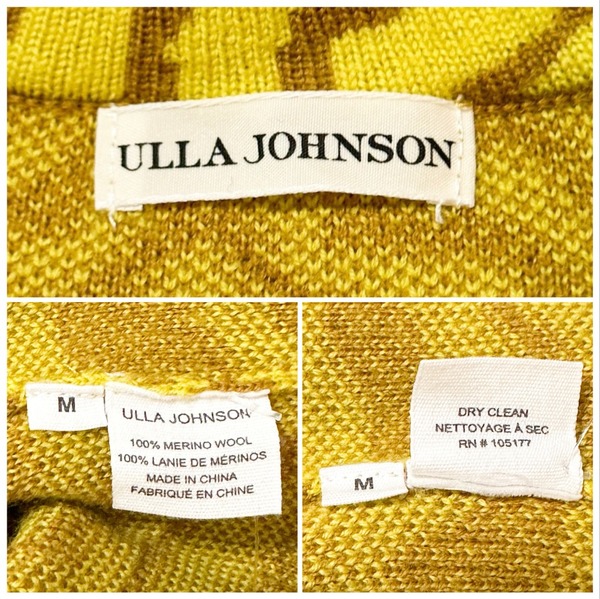 ULLA JOHNSON
M
ULLA JOHNSON
100% MERINO WOOL
100% LANIE DE MÉRINOS
MADE IN CHINA
FABRIQUÉ EN CHINE
DRY CLEAN
NETTOYAGE À SEC
RN # 105177
M